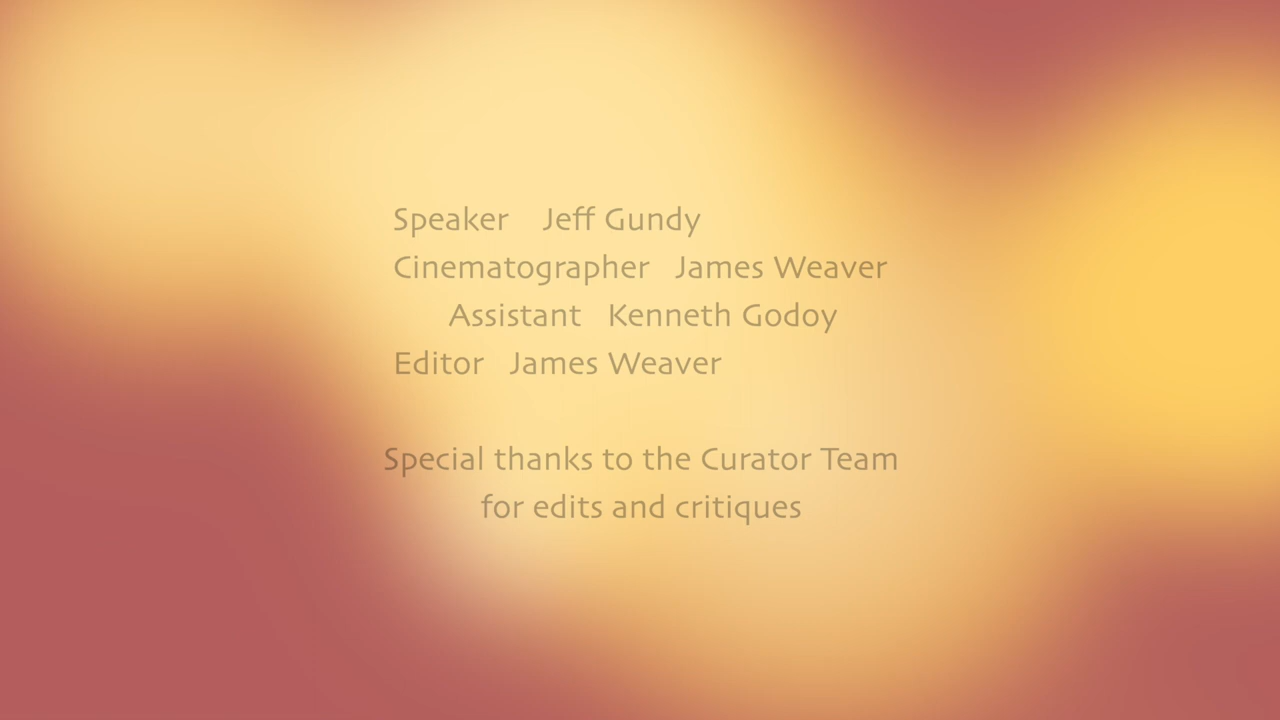 Speaker Jeff Gundy
Cinematographer James Weaver
Assistant Kenneth Godoy
Editor James Weaver
Special thanks to the Curator Team
for edits and critiques